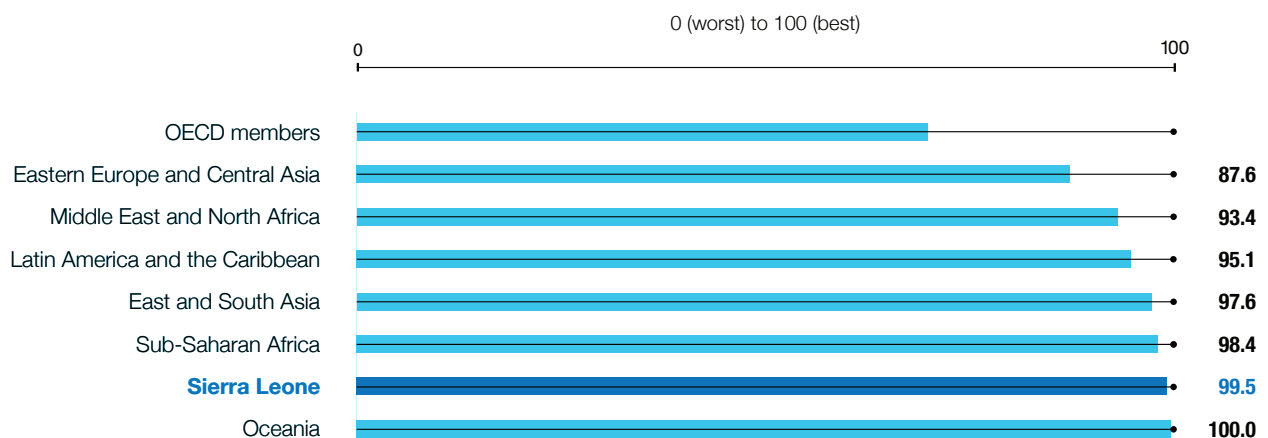 0 (worst) to 100 (best)
0 100
OECD members
Eastern Europe and Central Asia 87.6
Middle East and North Africa 93.4
Latin America and the Caribbean 95.1
East and South Asia 97.6
Sub-Saharan Africa 98.4
Sierra Leone 99.5
Oceania 100.0